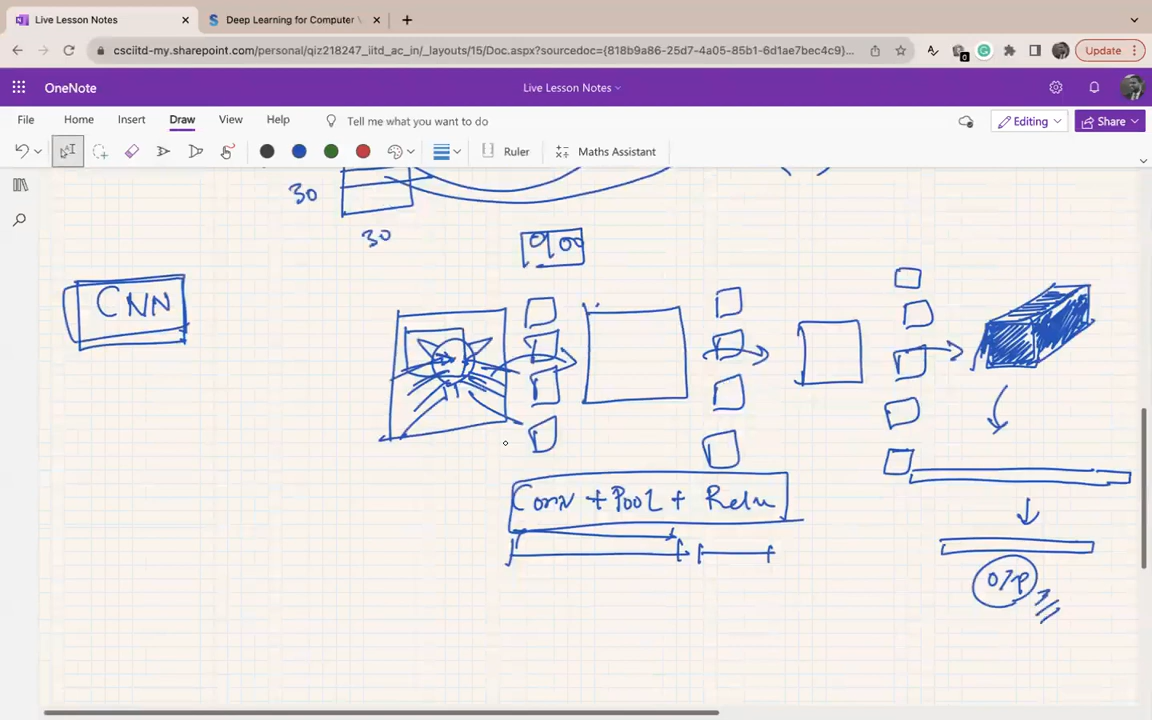 Live Lesson Notes
Deep Learning for Computer
csciitd-my.sharepoint.com/personal/qiz218247_iitd_ac_in/_layouts/15/Doc.aspx?sourcedoc={818b9a86-25d7-4a05-85b1-6d1ae7bec4c9}...
Update
OneNote
Live Lesson Notes
File Home Insert Draw View Help Tell me what you want to do
Editing Share
Ruler Maths Assistant
30
30
CNN
Conv + Pool + Relu
O/P